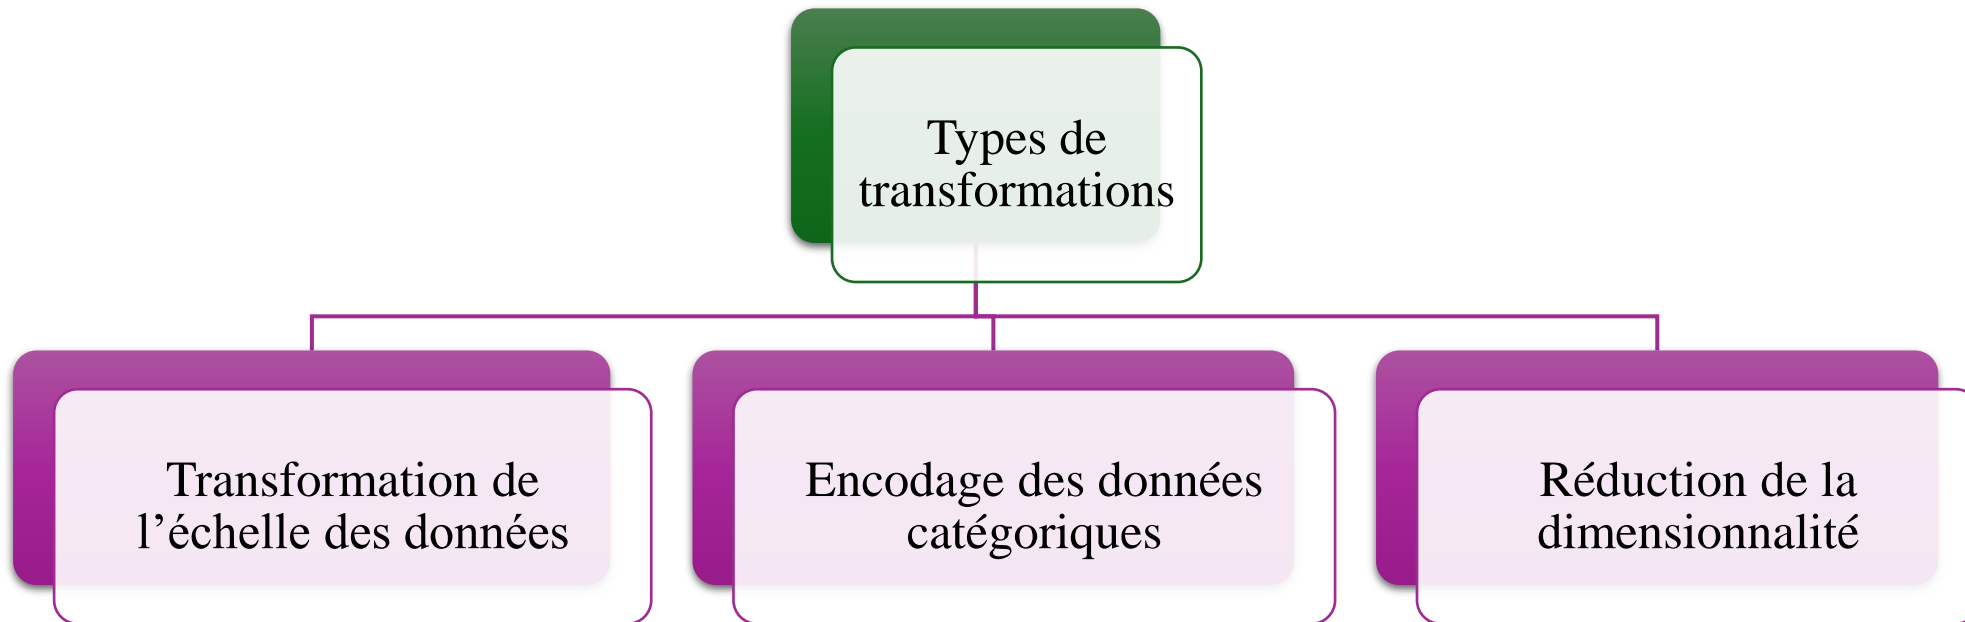 Types de
transformations
Transformation de
l’échelle des données
Encodage des données
catégoriques
Réduction de la
dimensionnalité